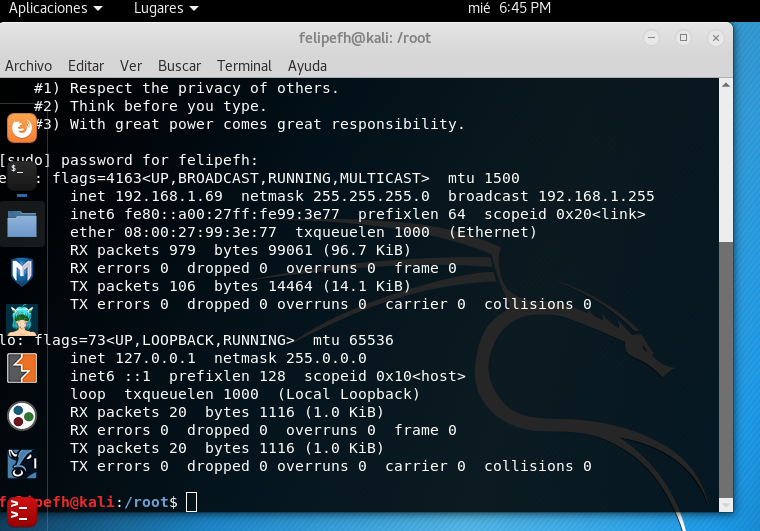 Aplicaciones Lugares mié 6:45 PM
felipefh@kali: /root
Archivo Editar Ver Buscar Terminal Ayuda
#1) Respect the privacy of others.
#2) Think before you type.
#3) With great power comes great responsibility.
[sudo] password for felipefh:
flags=4163<UP,BROADCAST,RUNNING,MULTICAST> mtu 1500
inet 192.168.1.69 netmask 255.255.255.0 broadcast 192.168.1.255
inet6 fe80::a00:27ff:fe99:3e77 prefixlen 64 scopeid 0x20<link>
ether 08:00:27:99:3e:77 txqueuelen 1000 (Ethernet)
RX packets 979 bytes 99061 (96.7 KiB)
RX errors 0 dropped 0 overruns 0 frame 0
TX packets 106 bytes 14464 (14.1 KiB)
TX errors 0 dropped 0 overruns 0 carrier 0 collisions 0
lo: flags=73<UP,LOOPBACK,RUNNING> mtu 65536
inet 127.0.0.1 netmask 255.0.0.0
inet6 ::1 prefixlen 128 scopeid 0x10<host>
loop txqueuelen 1000 (Local Loopback)
RX packets 20 bytes 1116 (1.0 KiB)
RX errors 0 dropped 0 overruns 0 frame 0
TX packets 20 bytes 1116 (1.0 KiB)
TX errors 0 dropped 0 overruns 0 carrier 0 collisions 0
felipefh@kali:/root$